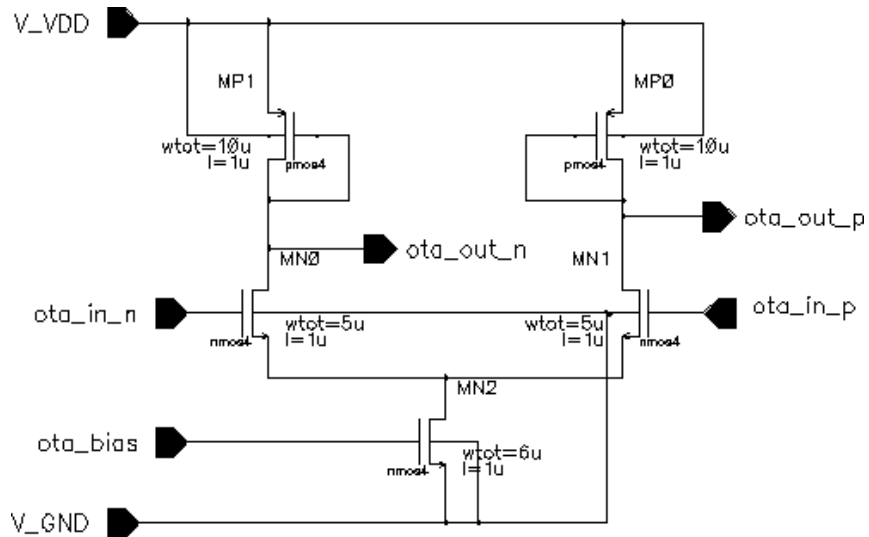 V_VDD
MP1
MP0
wtot=10u
l=1u
pmos4
wtot=10u
l=1u
pmos4
ota_out_p
ota_out_n
MN0
MN1
ota_in_n
ota_in_p
wtot=5u
l=1u
nmos4
wtot=5u
l=1u
nmos4
MN2
ota_bias
wtot=6u
l=1u
nmos4
V_GND